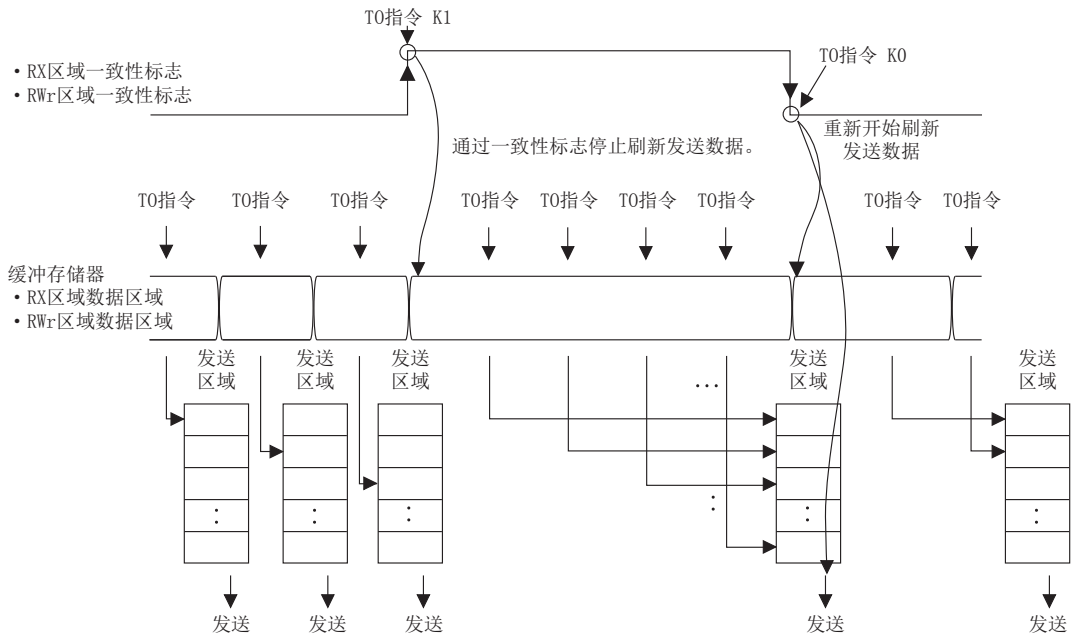 TO指令 K1
TO指令 K0
•RX区域一致性标志
•RWr区域一致性标志
重新开始刷新
发送数据
通过一致性标志停止刷新发送数据。
TO指令 TO指令 TO指令 TO指令 TO指令 TO指令 TO指令 TO指令 TO指令
缓冲存储器
•RX区域数据区域
•RWr区域数据区域
发送 发送 发送 发送 发送
区域 区域 区域 区域 区域
发送 发送 发送 发送 发送